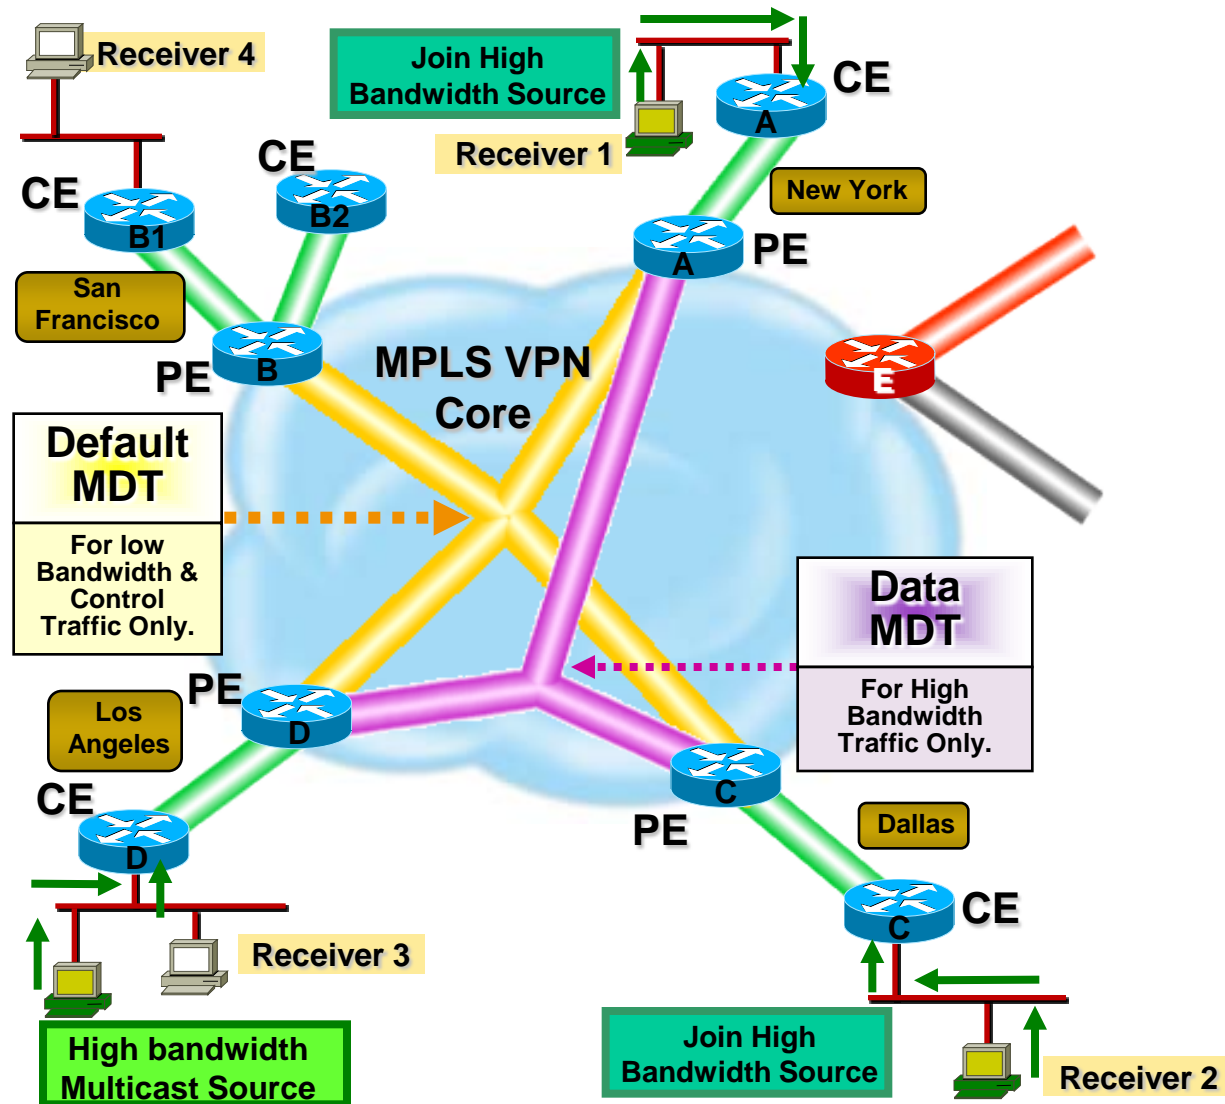 Receiver 4
Join High
Bandwidth Source
CE
A
Receiver 1
CE
CE
B2
B1
New York
A
PE
San
Francisco
PE
B
MPLS VPN
Core
E
Default
MDT
For low
Bandwidth &
Control
Traffic Only.
Data
MDT
For High
Bandwidth
Traffic Only.
PE
D
Los
Angeles
C
PE
CE
D
Dallas
C
CE
Receiver 3
High bandwidth
Multicast Source
Join High
Bandwidth Source
Receiver 2